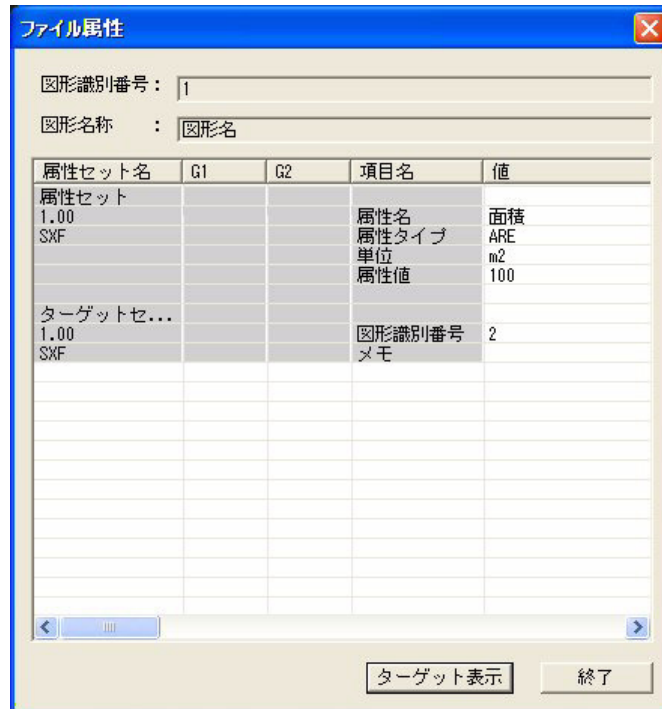 ファイル属性
図形識別番号： 1
図形名称　： 図形名
属性セット名 G1 G2 項目名 値
属性セット
1.00 属性名 面積
SXF 属性タイプ ARE
単位 m2
属性値 100
ターゲットセ...
1.00 図形識別番号 2
SXF メモ
ターゲット表示 終了